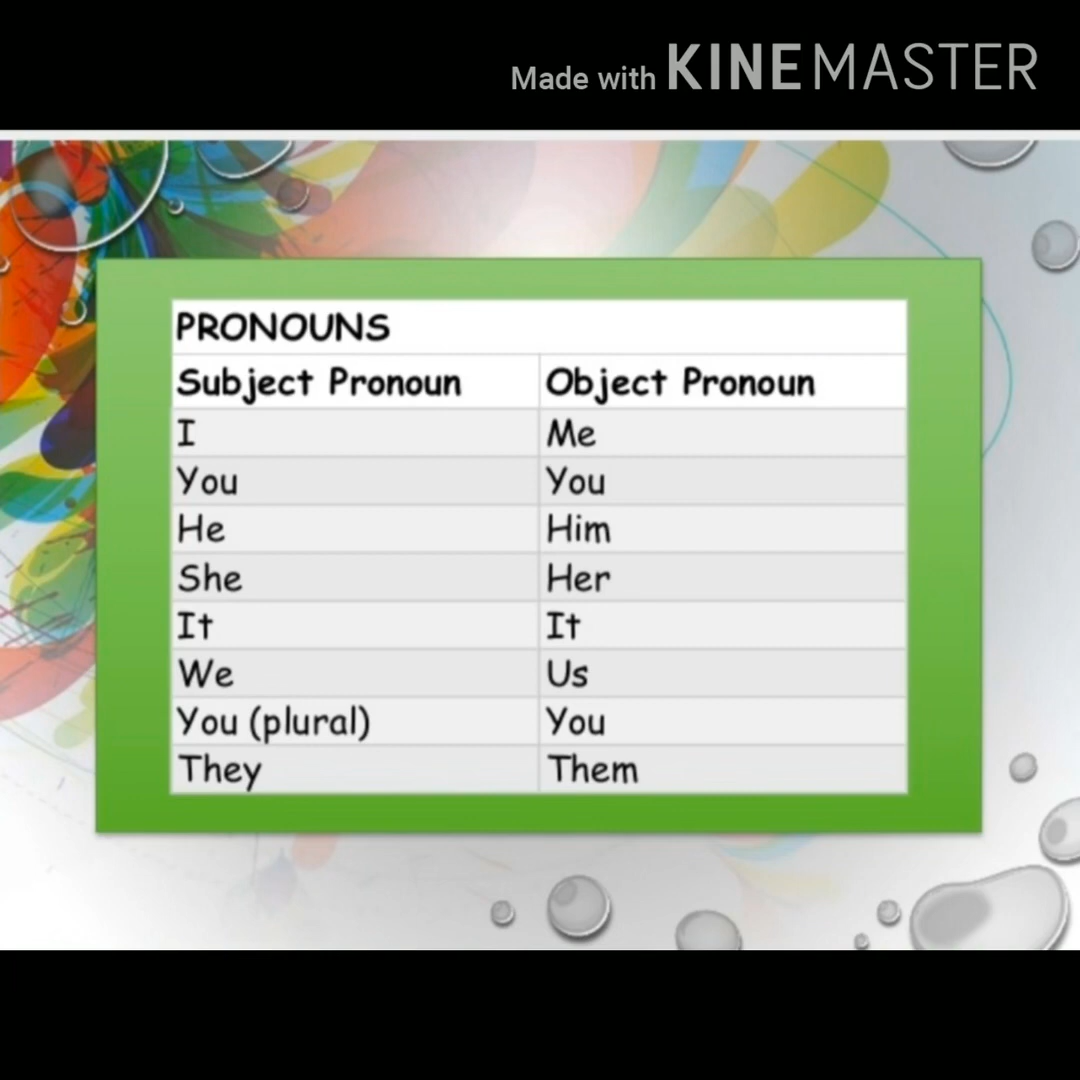 Made with KINEMASTER
PRONOUNS
Subject Pronoun Object Pronoun
I Me
You You
He Him
She Her
It It
We Us
You (plural) You
They Them